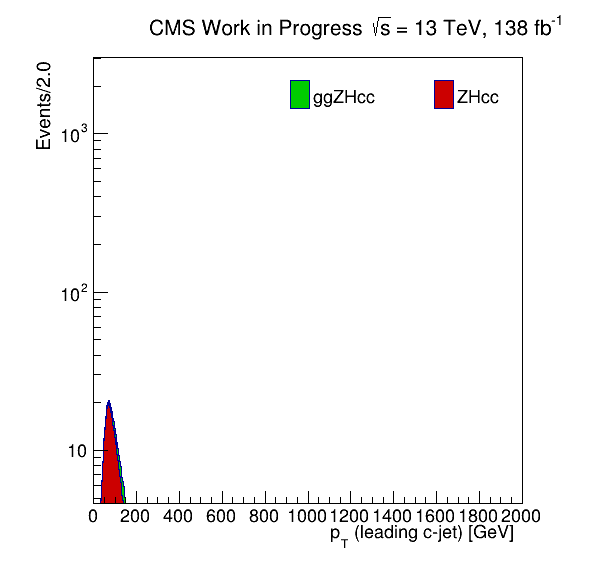 CMS Work in Progress √s = 13 TeV, 138 fb⁻¹
Events/2.0
ggZHcc ZHcc
10³
10²
10
0 200 400 600 800 1000 1200 1400 1600 1800 2000
p_T (leading c-jet) [GeV]